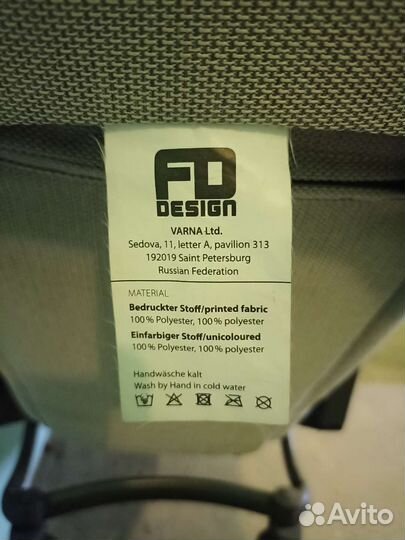 FD
DESIGN
VARNA Ltd.
Sedova, 11, letter A, pavilion 313
192019 Saint Petersburg
Russian Federation
MATERIAL
Bedruckter Stoff/printed fabric
100% Polyester, 100% polyester
Einfarbiger Stoff/unicoloured
100% Polyester, 100% polyester
Handwäsche kalt
Wash by Hand in cold water
Avito